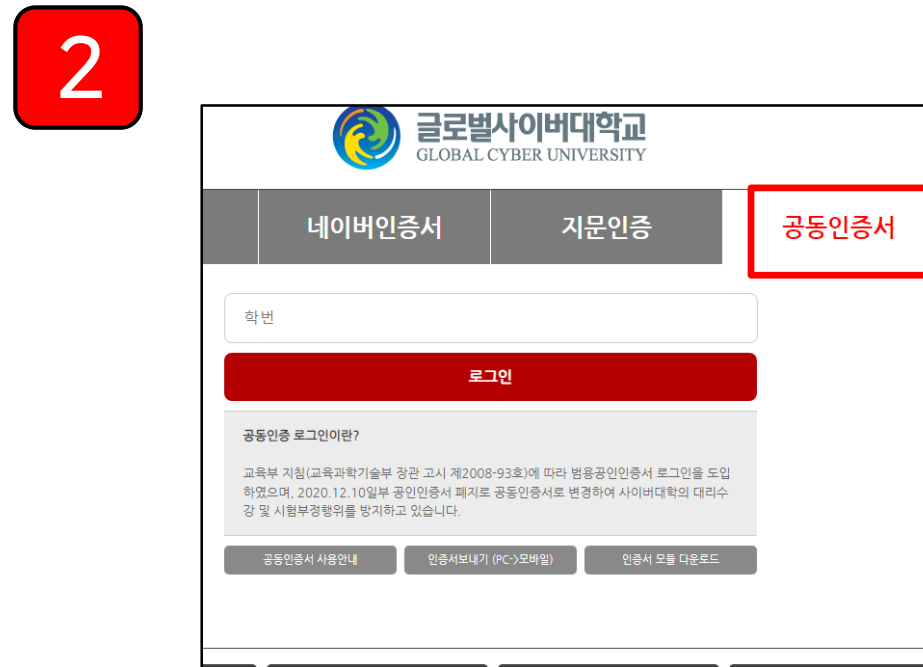 2
글로벌사이버대학교
GLOBAL CYBER UNIVERSITY
네이버인증서 지문인증 공동인증서
학번
로그인
공동인증 로그인이란?
교육부 지침(교육과학기술부 장관 고시 제2008-93호)에 따라 범용공인인증서 로그인을 도입
하였으며, 2020.12.10일부 공인인증서 폐지로 공동인증서로 변경하여 사이버대학의 대리수
강 및 시험부정행위를 방지하고 있습니다.
공동인증서 사용안내 인증서보내기 (PC->모바일) 인증서 모듈 다운로드